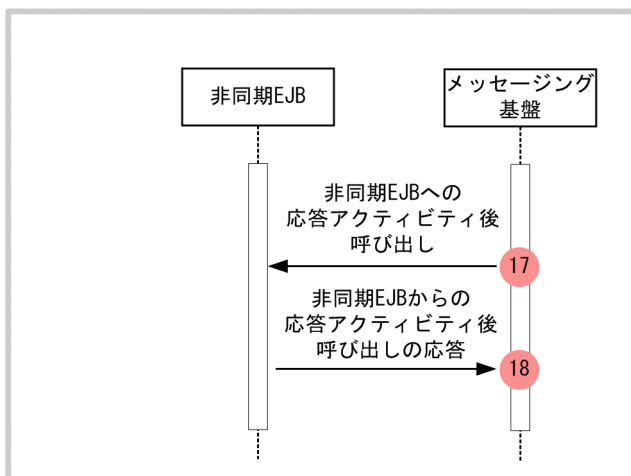 非同期EJB
メッセージング
基盤
非同期EJBへの
応答アクティビティ後
呼び出し
17
非同期EJBからの
応答アクティビティ後
呼び出しの応答
18